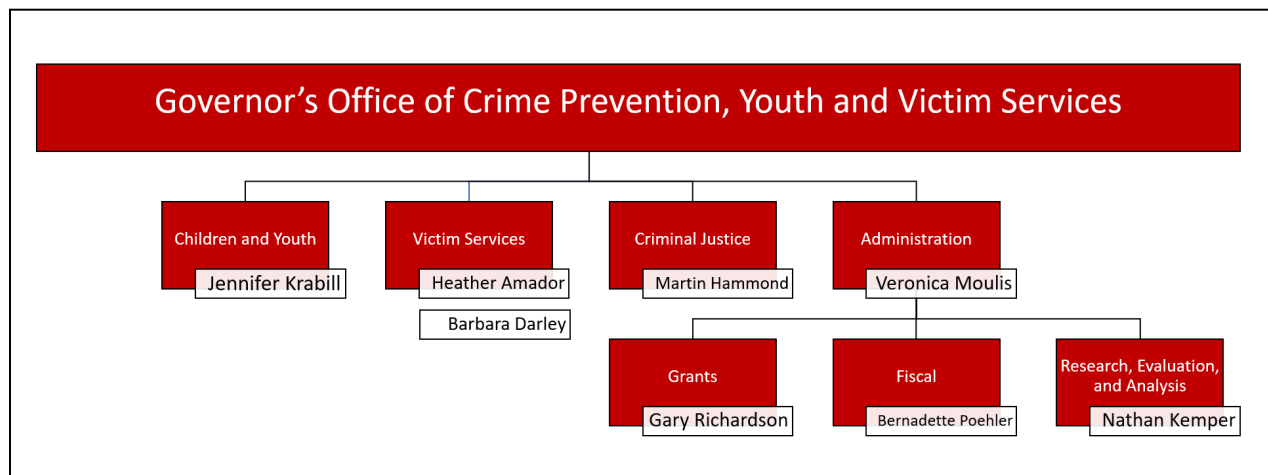 Governor’s Office of Crime Prevention, Youth and Victim Services
Children and Youth
Jennifer Krabill
Victim Services
Heather Amador
Barbara Darley
Criminal Justice
Martin Hammond
Administration
Veronica Moulis
Grants
Gary Richardson
Fiscal
Bernadette Poehler
Research, Evaluation,
and Analysis
Nathan Kemper